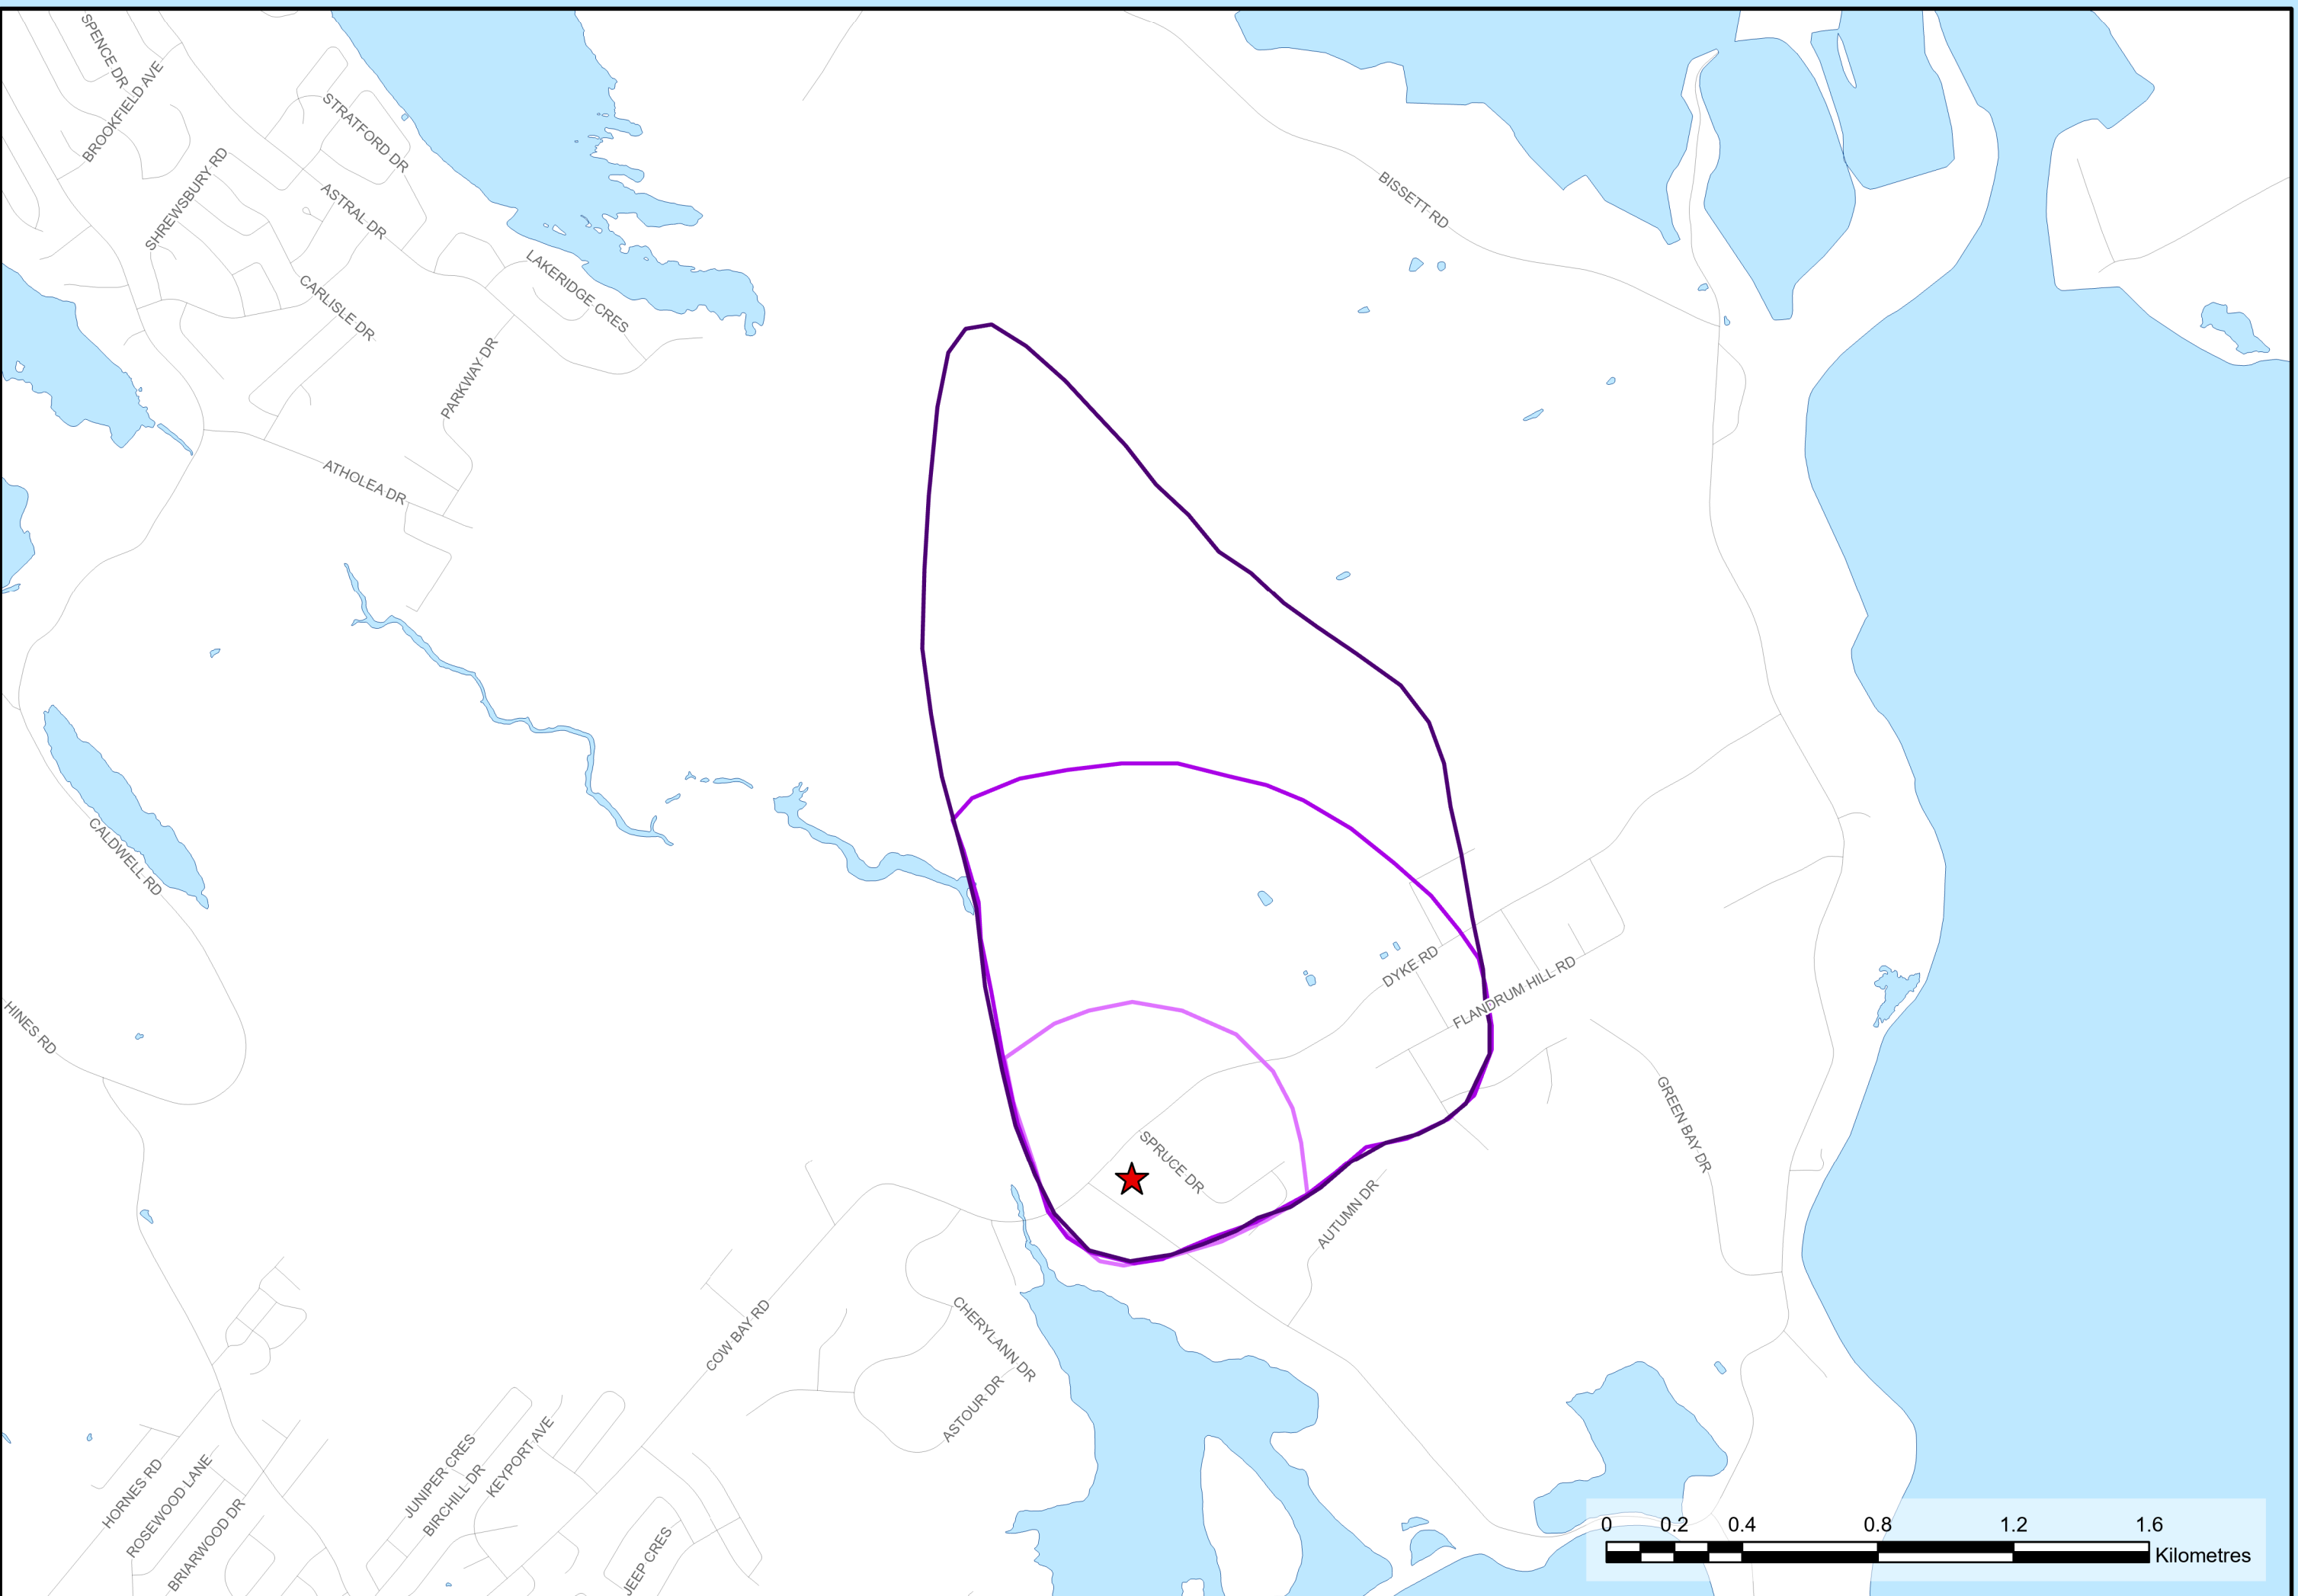 SPENCE DR
BROOKFIELD AVE
STRATFORD DR
SHREWSBURY RD
ASTRAL DR
BISSETT RD
LAKERIDGE CRES
CARLISLE DR
PARKWAY DR
ATHOLEA DR
CALDWELL RD
HINES RD
DYKE RD
FLANDRUM HILL RD
GREEN BAY DR
SPRUCE DR
AUTUMN DR
COW BAY RD
CHERYLANN DR
ASTOUR DR
JUNIPER CRES
KEYPORT AVE
HORNES RD
ROSEWOOD LANE
BIRCHILL DR
BRIARWOOD DR
JEEP CRES
0 0.2 0.4 0.8 1.2 1.6
Kilometres